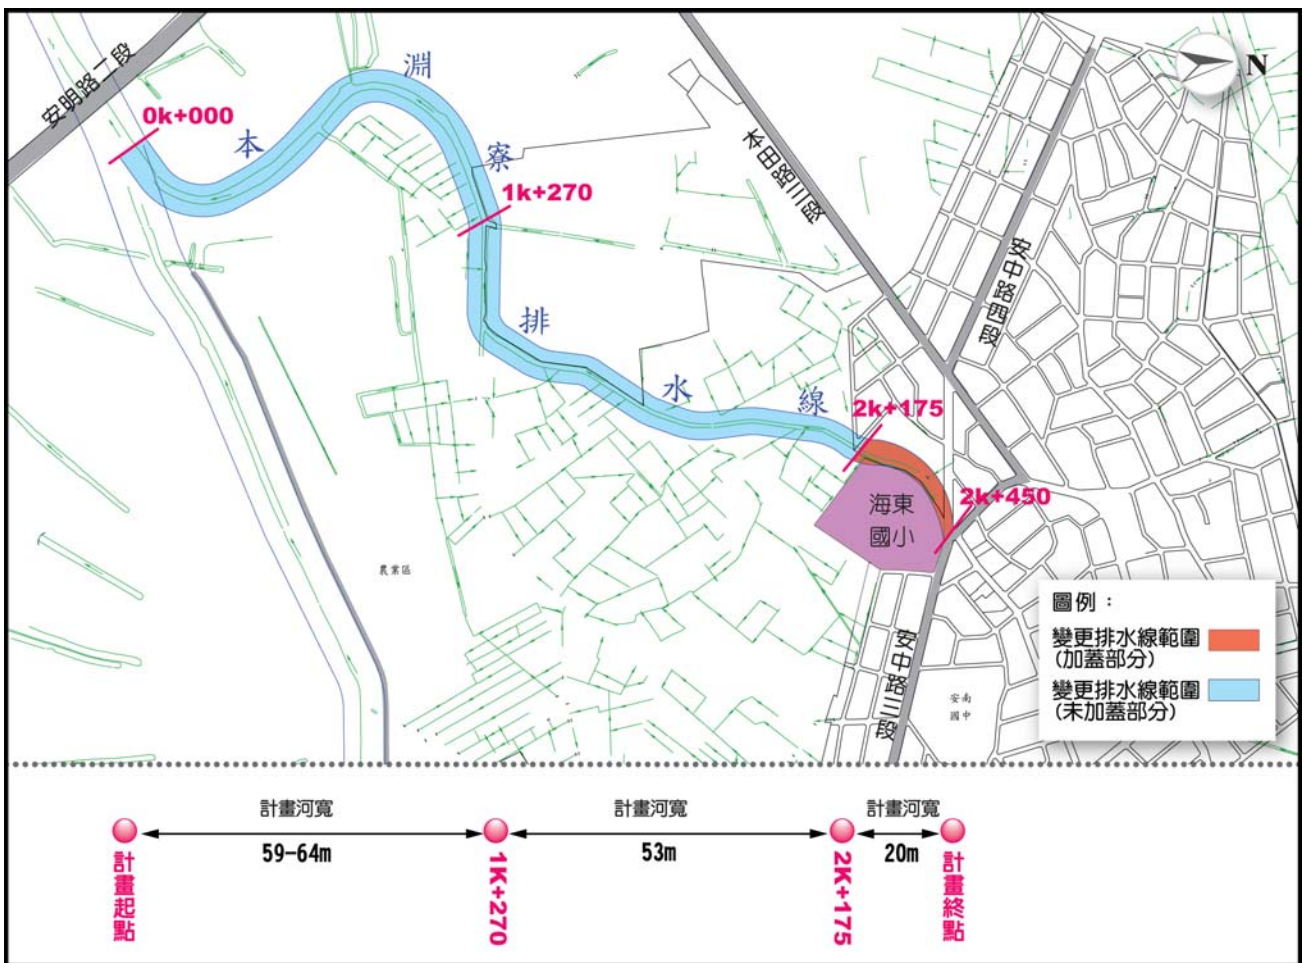 安明路二段
0k+000
本
淵
寮
1k+270
排
水
線
本田路三段
安中路四段
N
2k+175
海東
國小
2k+450
農業區
安中路三段
安南
國中
圖例：
變更排水線範圍
(加蓋部分)
變更排水線範圍
(未加蓋部分)
計畫河寬
計畫河寬
計畫河寬
59-64m
53m
20m
計畫起點
1K+270
2K+175
計畫終點